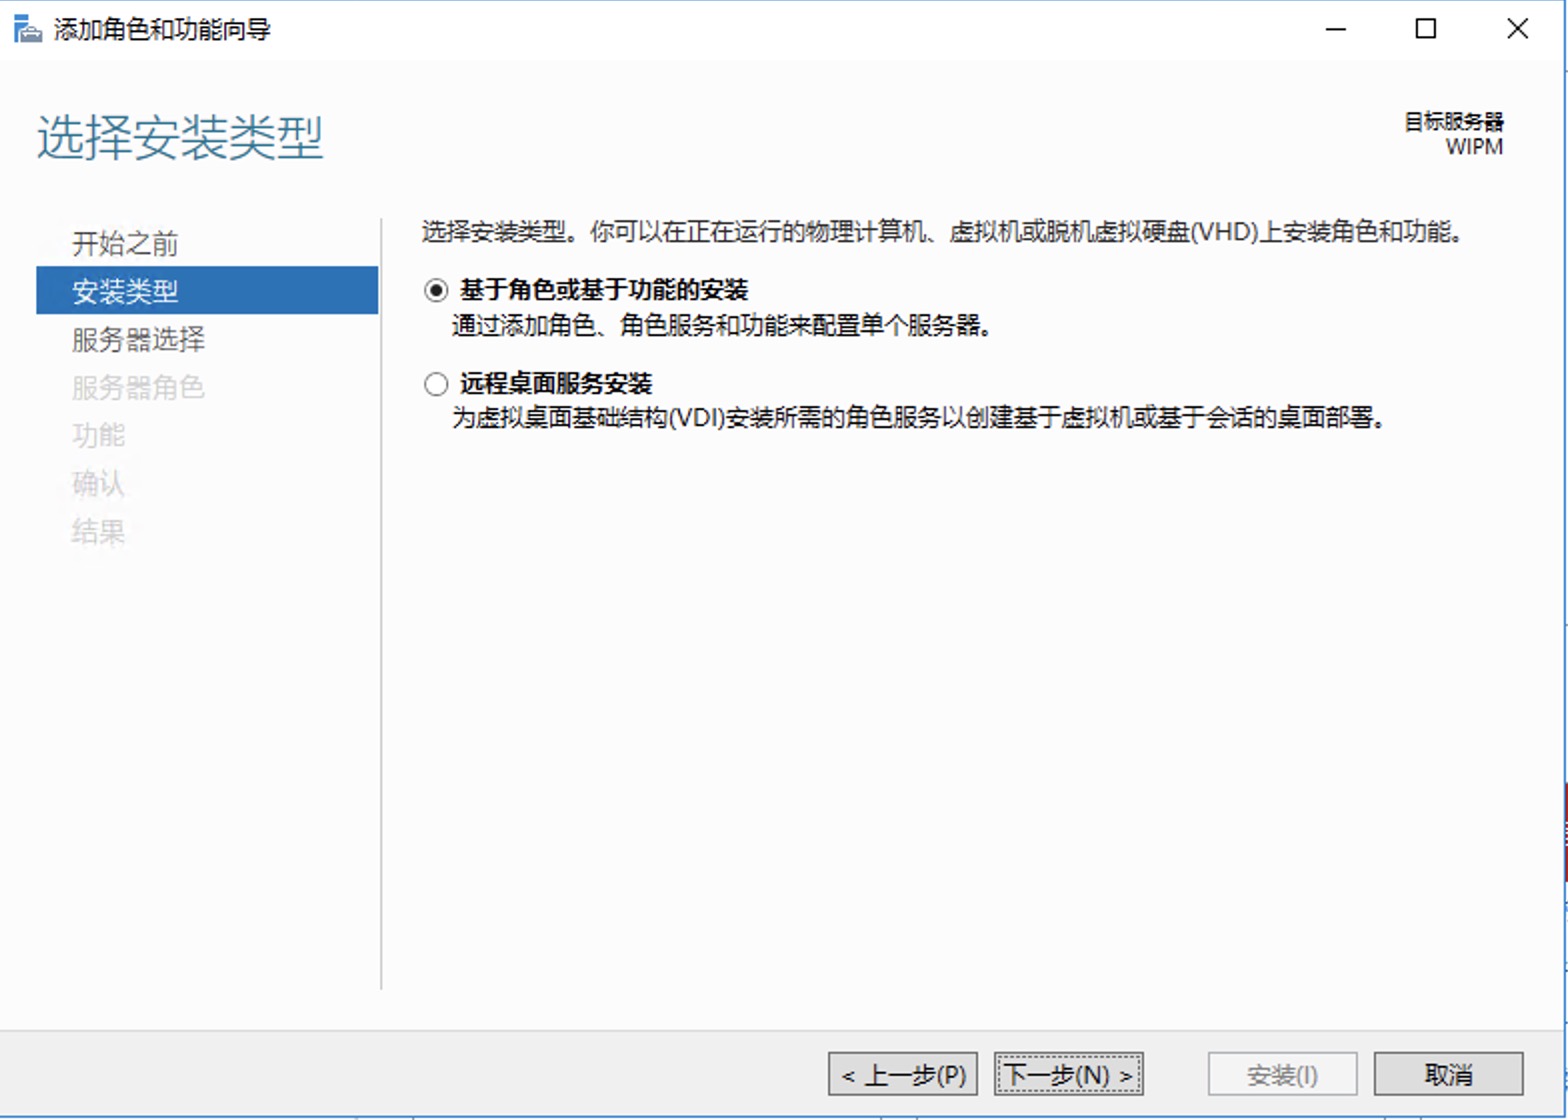 添加角色和功能向导
选择安装类型
目标服务器
WIPM
开始之前
安装类型
服务器选择
服务器角色
功能
确认
结果
选择安装类型。你可以在正在运行的物理计算机、虚拟机或脱机虚拟硬盘(VHD)上安装角色和功能。
基于角色或基于功能的安装
通过添加角色、角色服务和功能来配置单个服务器。
远程桌面服务安装
为虚拟桌面基础结构(VDI)安装所需的角色服务以创建基于虚拟机或基于会话的桌面部署。
< 上一步(P)
下一步(N) >
安装(I)
取消